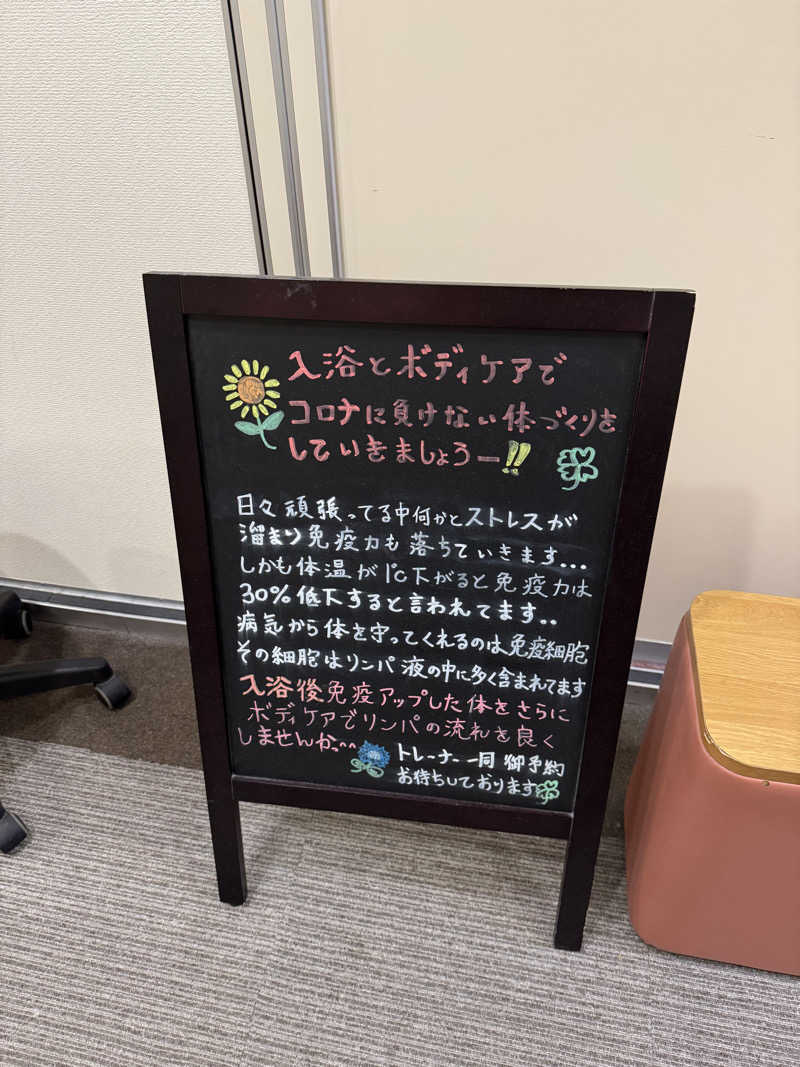 入浴とボディケアで
コロナに負けない体づくりを
していきましょうー!!
日々頑張ってる中何かとストレスが
溜まり免疫力も落ちていきます...
しかも体温が1℃下がると免疫力は
30%低下すると言われてます..
病気から体を守ってくれるのは免疫細胞
その細胞はリンパ液の中に多く含まれてます
入浴後免疫アップした体をさらに
ボディケアでリンパの流れを良く
しませんか^^
トレーナー一同 御予約
お待ちしております